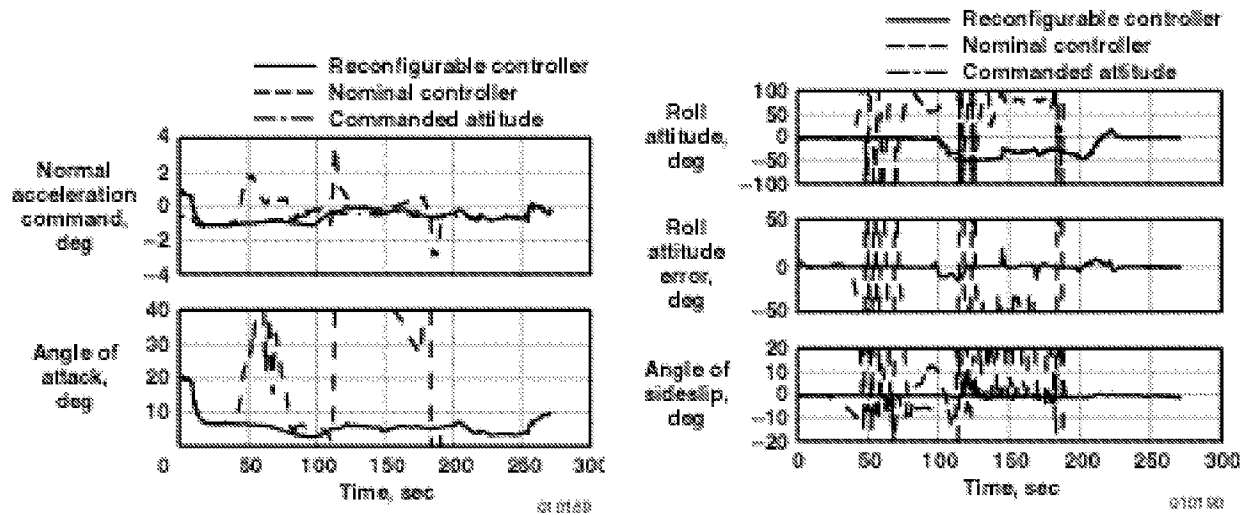 Reconfigurable controller
Nominal controller
Commanded attitude
4
2
0
−2
−4
Normal
acceleration
command,
deg
40
30
20
10
Angle of
attack,
deg
0 50 100 150 200 250 300
Time, sec
Reconfigurable controller
Nominal controller
Commanded attitude
100
50
0
−50
−100
Roll
attitude,
deg
50
0
−50
Roll
attitude
error,
deg
20
10
0
−10
−20
Angle of
sideslip,
deg
0 50 100 150 200 250 300
Time, sec